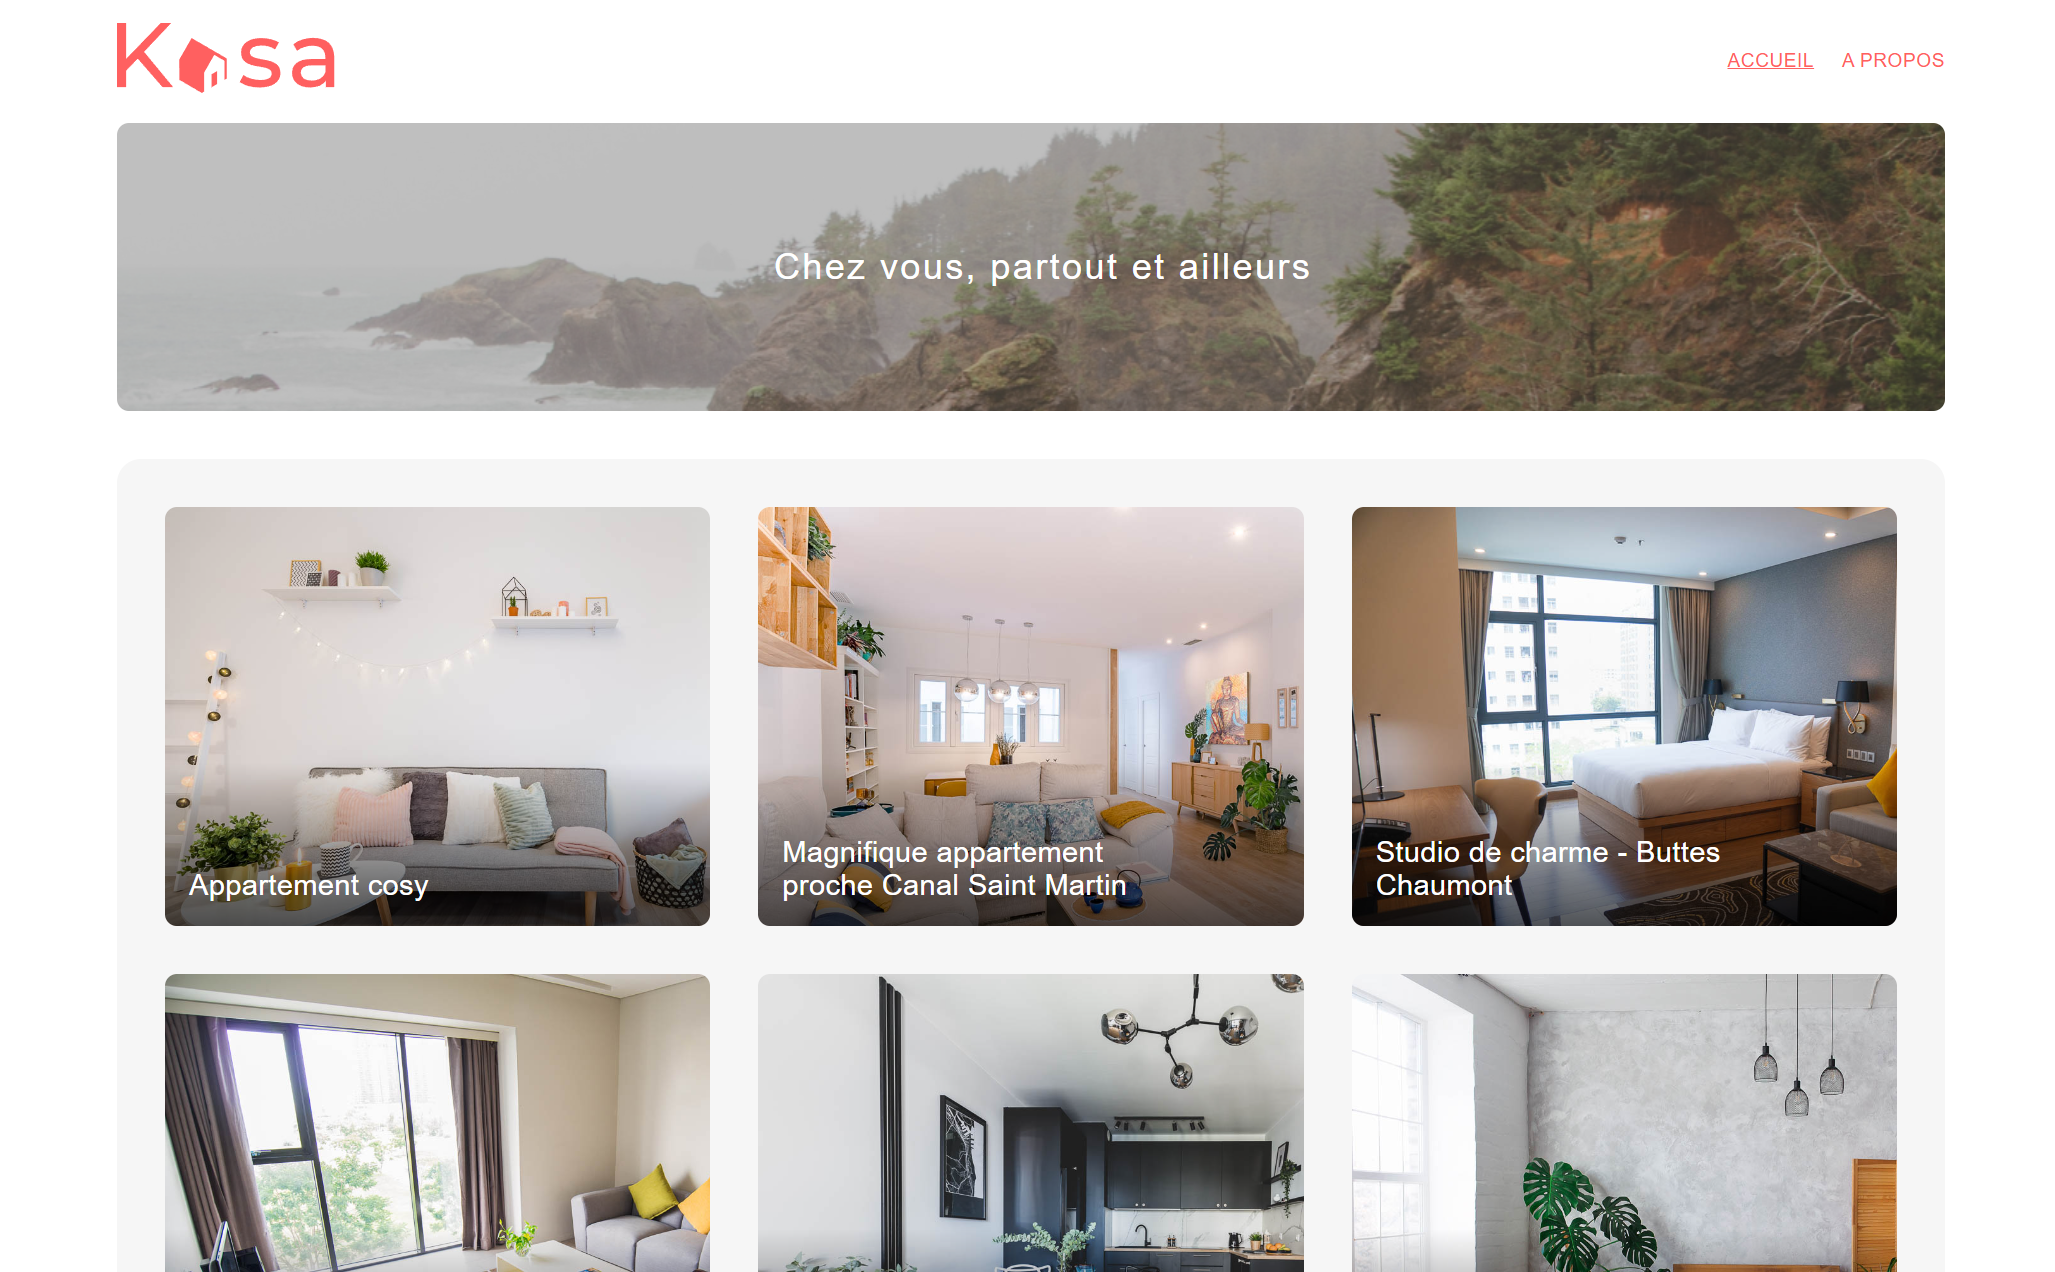 Kasa
ACCUEIL A PROPOS
Chez vous, partout et ailleurs
Appartement cosy
Magnifique appartement
proche Canal Saint Martin
Studio de charme - Buttes
Chaumont